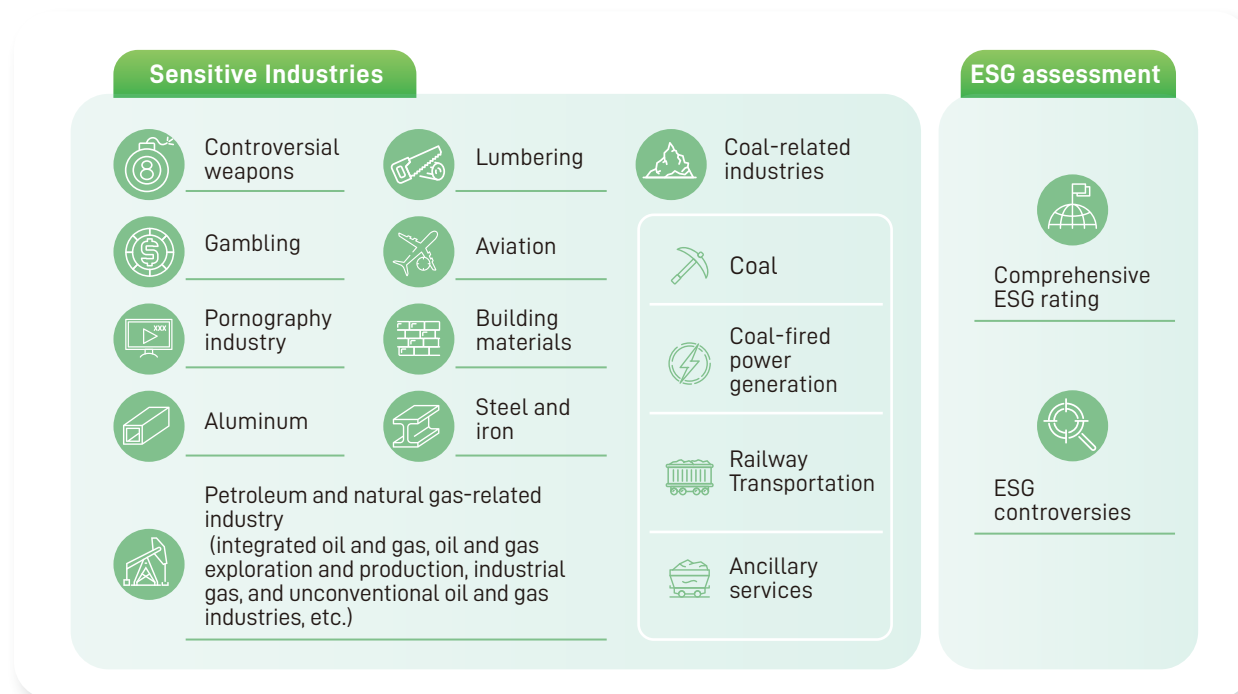 Sensitive Industries
Controversial
weapons
Gambling
Pornography
industry
XXX
Aluminum
Lumbering
Aviation
Building
materials
Steel and
iron
Petroleum and natural gas-related
industry
(integrated oil and gas, oil and gas
exploration and production, industrial
gas, and unconventional oil and gas
industries, etc.)
Coal-related
industries
Coal
Coal-fired
power
generation
Railway
Transportation
Ancillary
services
ESG assessment
Comprehensive
ESG rating
ESG
controversies
8
$